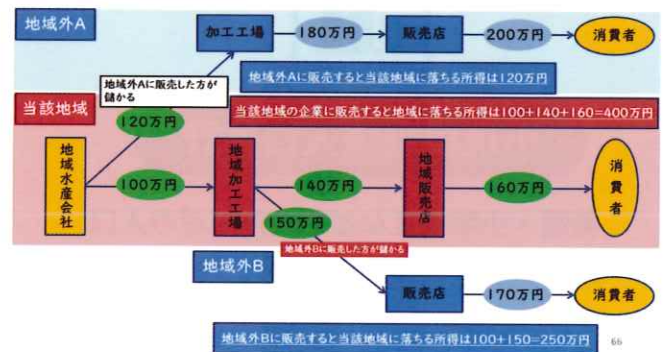 地域外A
加工工場
180万円
販売店
200万円
消費者
地域外Aに販売した方が
儲かる
地域外Aに販売すると当該地域に落ちる所得は120万円
当該地域
120万円
当該地域の企業に販売すると地域に落ちる所得は100+140+160=400万円
地域水産会社
100万円
地域加工工場
140万円
地域販売店
160万円
消費者
150万円
地域外Bに販売した方が儲かる
地域外B
販売店
170万円
消費者
地域外Bに販売すると当該地域に落ちる所得は100+150=250万円
66